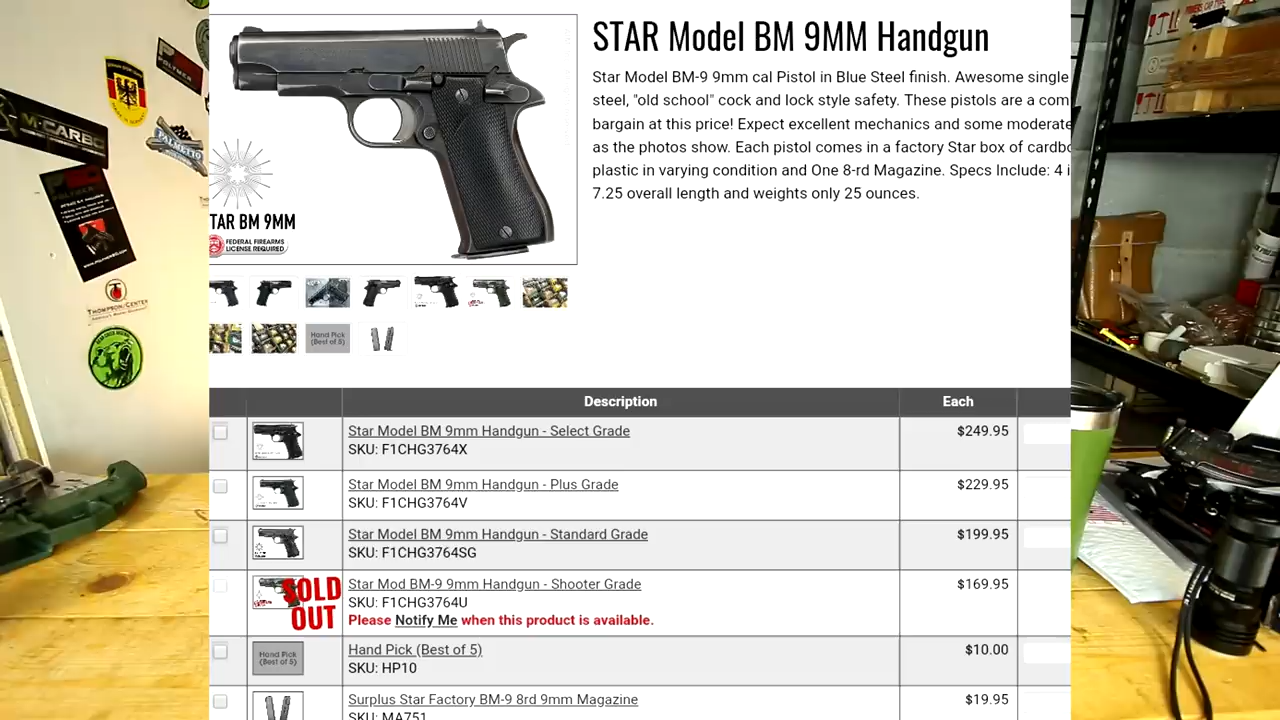 STAR Model BM 9MM Handgun
Star Model BM-9 9mm cal Pistol in Blue Steel finish. Awesome single
steel, "old school" cock and lock style safety. These pistols are a com
bargain at this price! Expect excellent mechanics and some moderate
as the photos show. Each pistol comes in a factory Star box of cardbo
plastic in varying condition and One 8-rd Magazine. Specs Include: 4 i
7.25 overall length and weights only 25 ounces.
TAR BM 9MM
FEDERAL FIREARMS
LICENSE REQUIRED
Hand Pick
(Best of 5)
Description Each
Star Model BM 9mm Handgun - Select Grade $249.95
SKU: F1CHG3764X
Star Model BM 9mm Handgun - Plus Grade $229.95
SKU: F1CHG3764V
Star Model BM 9mm Handgun - Standard Grade $199.95
SKU: F1CHG3764SG
SOLD
OUT
Star Mod BM-9 9mm Handgun - Shooter Grade $169.95
SKU: F1CHG3764U
Please Notify Me when this product is available.
Hand Pick
(Best of 5)
Hand Pick (Best of 5) $10.00
SKU: HP10
Surplus Star Factory BM-9 8rd 9mm Magazine $19.95
SKU: MA751
M-CARBO
POLYMER
PALMETTO
THOMPSON/CENTER